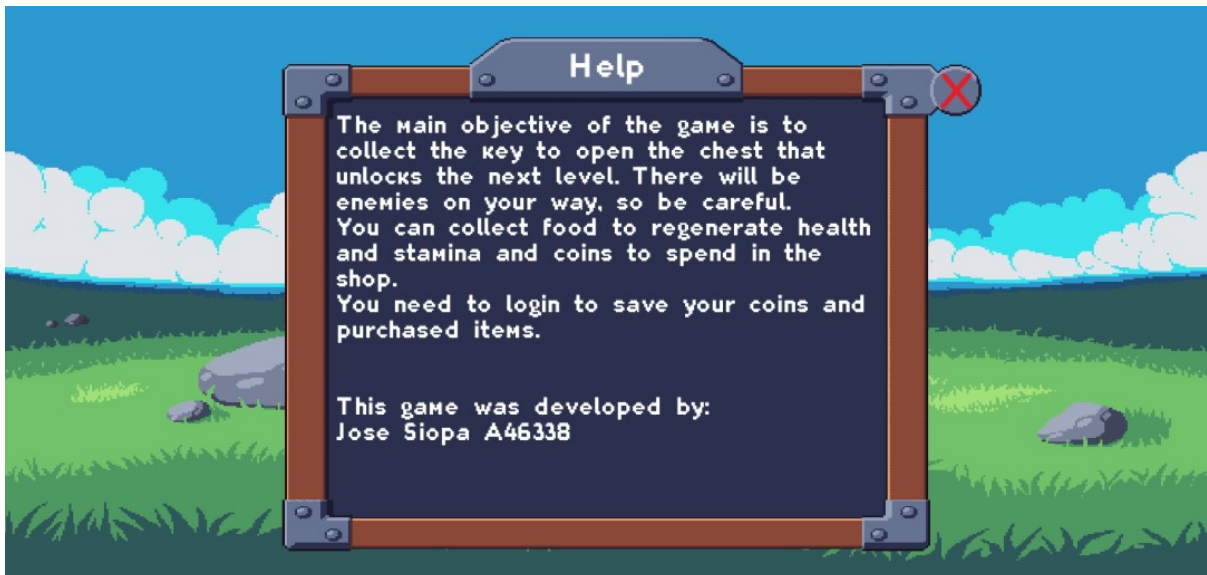 Help
The main objective of the game is to
collect the key to open the chest that
unlocks the next level. There will be
enemies on your way, so be careful.
You can collect food to regenerate health
and stamina and coins to spend in the
shop.
You need to login to save your coins and
purchased items.
This game was developed by:
Jose Siopa A46338